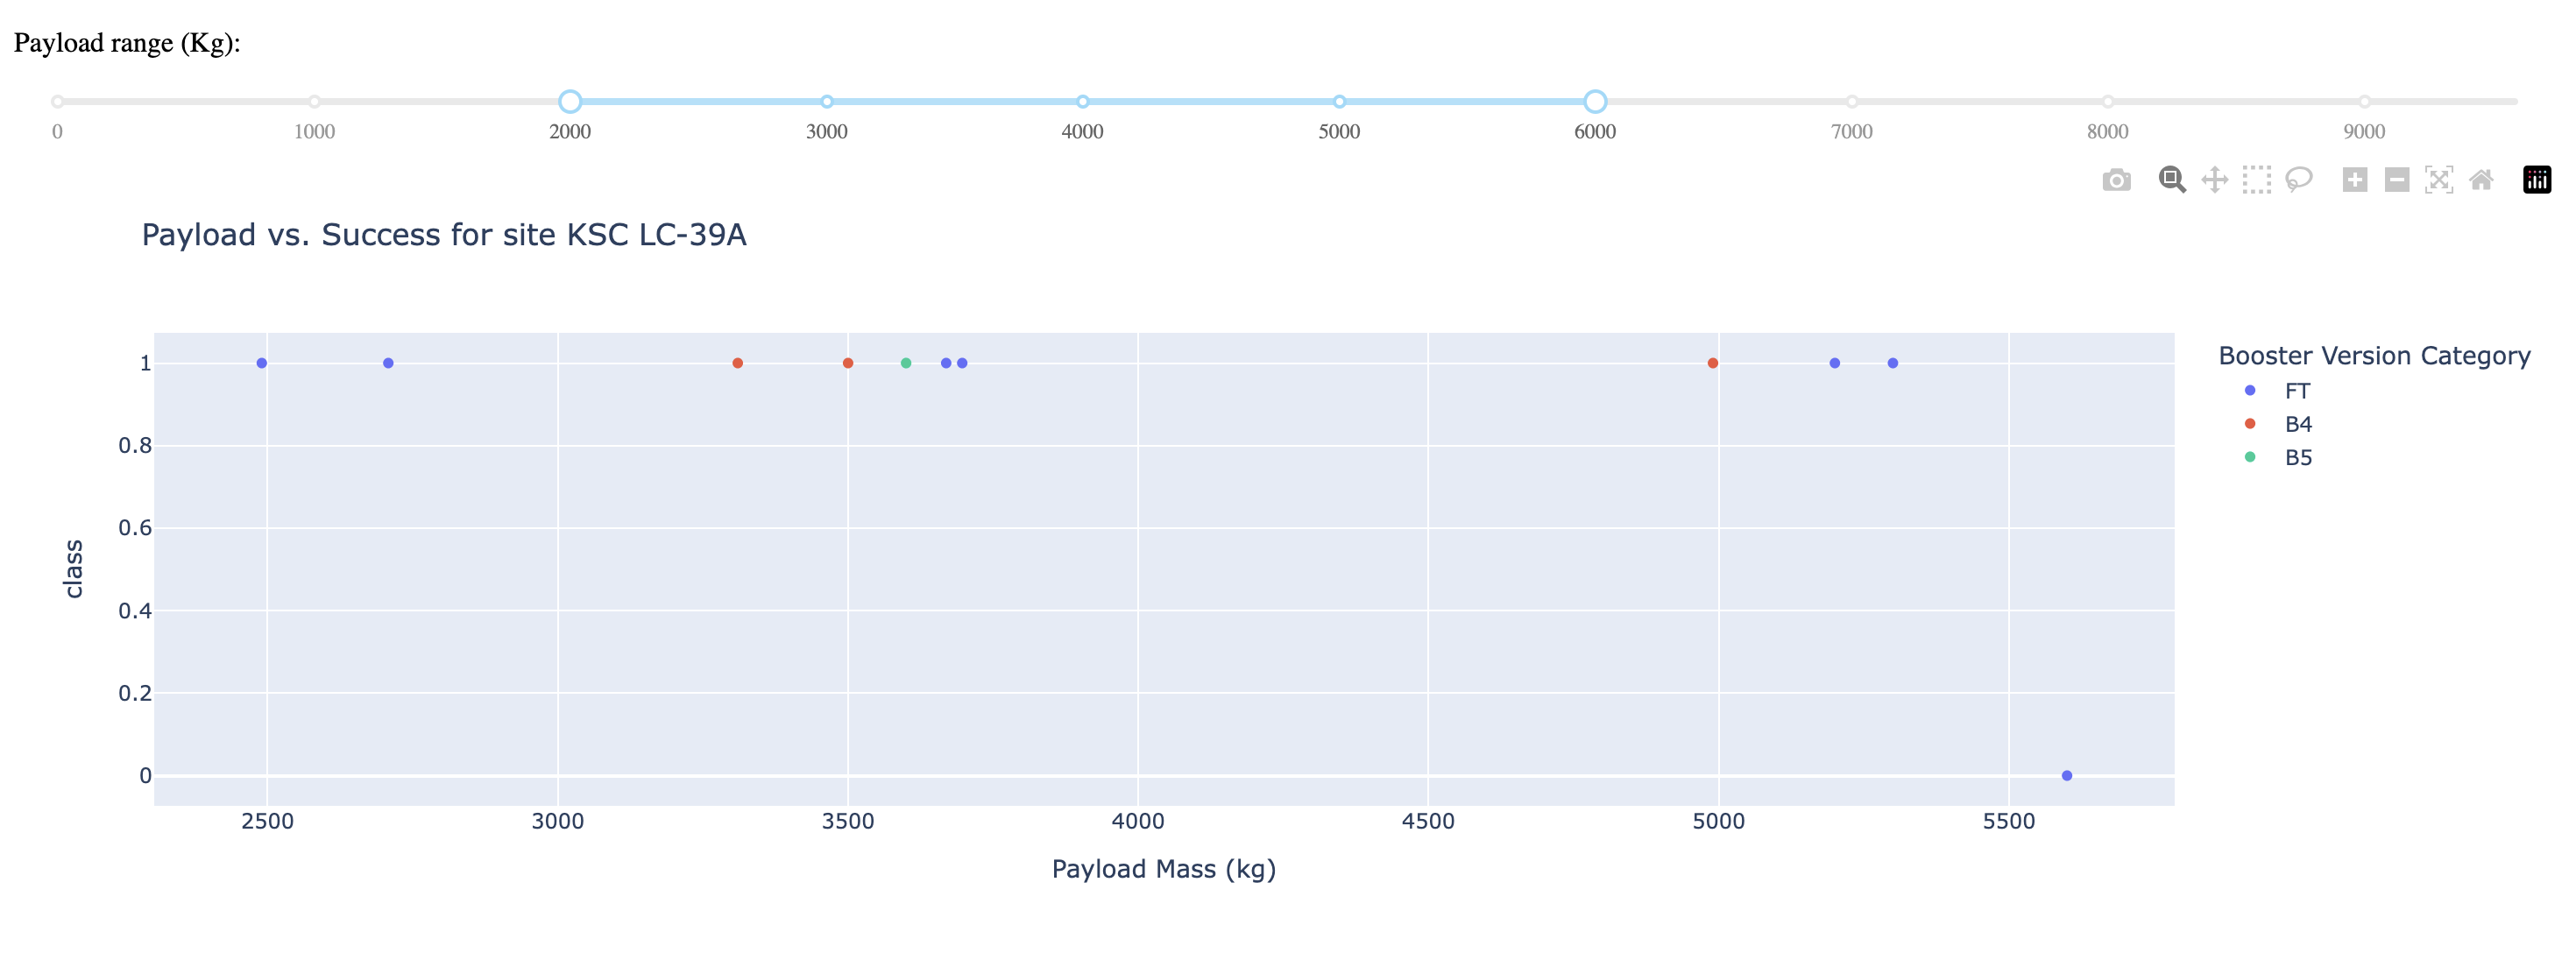 Payload range (Kg):
0 1000 2000 3000 4000 5000 6000 7000 8000 9000
Payload vs. Success for site KSC LC-39A
Booster Version Category
FT
B4
B5
class
1
0.8
0.6
0.4
0.2
0
2500 3000 3500 4000 4500 5000 5500
Payload Mass (kg)